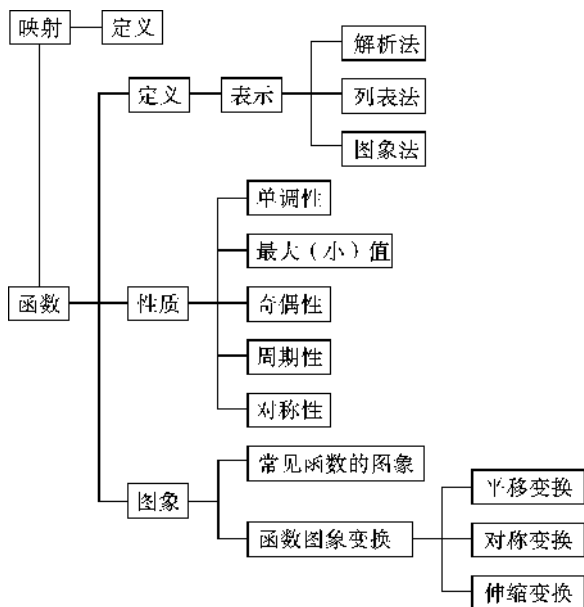 映射
定义
定义
表示
解析法
列表法
图象法
函数
性质
单调性
最大（小）值
奇偶性
周期性
对称性
图象
常见函数的图象
函数图象变换
平移变换
对称变换
伸缩变换